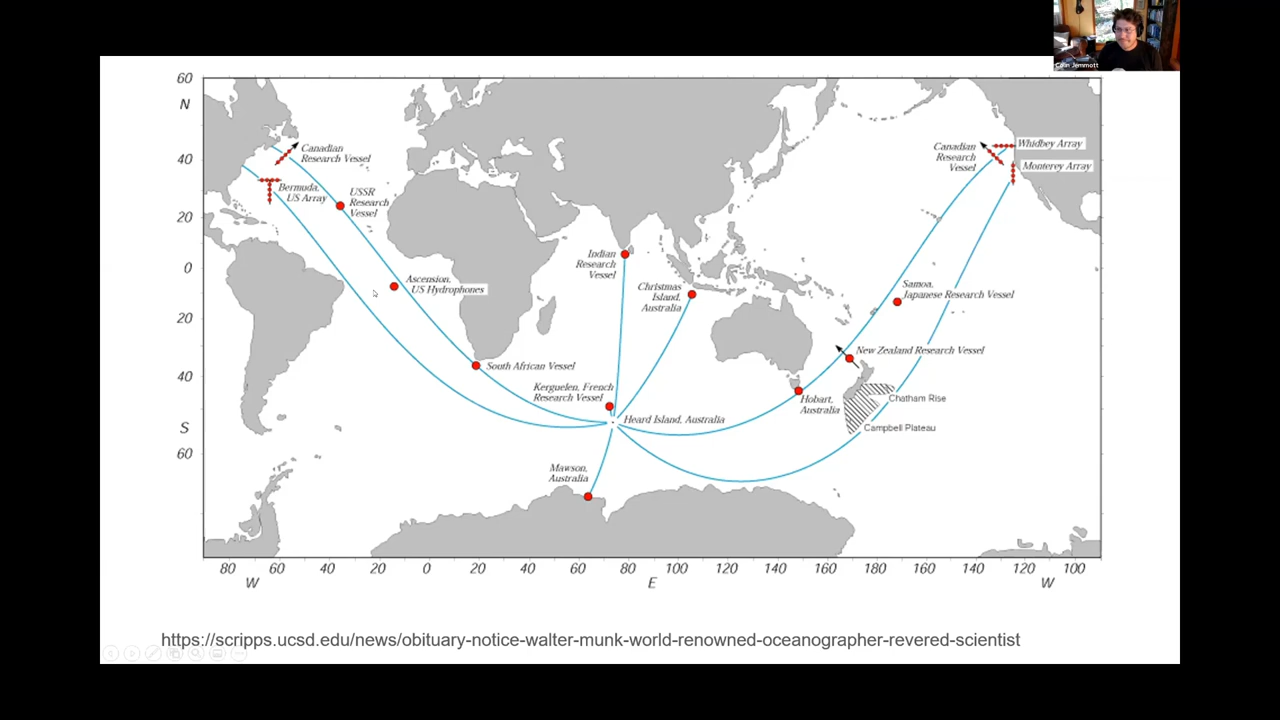 Colin Jemmott
60
N
40
20
0
20
40
S
60
Canadian
Research Vessel
Bermuda,
US Array
USSR
Research
Vessel
Ascension,
US Hydrophones
South African Vessel
Indian
Research
Vessel
Christmas
Island,
Australia
Kerguelen, French
Research Vessel
Heard Island, Australia
Mawson,
Australia
Canadian
Research
Vessel
Whidbey Array
Monterey Array
Samoa,
Japanese Research Vessel
New Zealand Research Vessel
Hobart,
Australia
Chatham Rise
Campbell Plateau
80 60 40 20 0 20 40 60 80 100 120 140 160 180 160 140 120 100
W E W
https://scripps.ucsd.edu/news/obituary-notice-walter-munk-world-renowned-oceanographer-revered-scientist